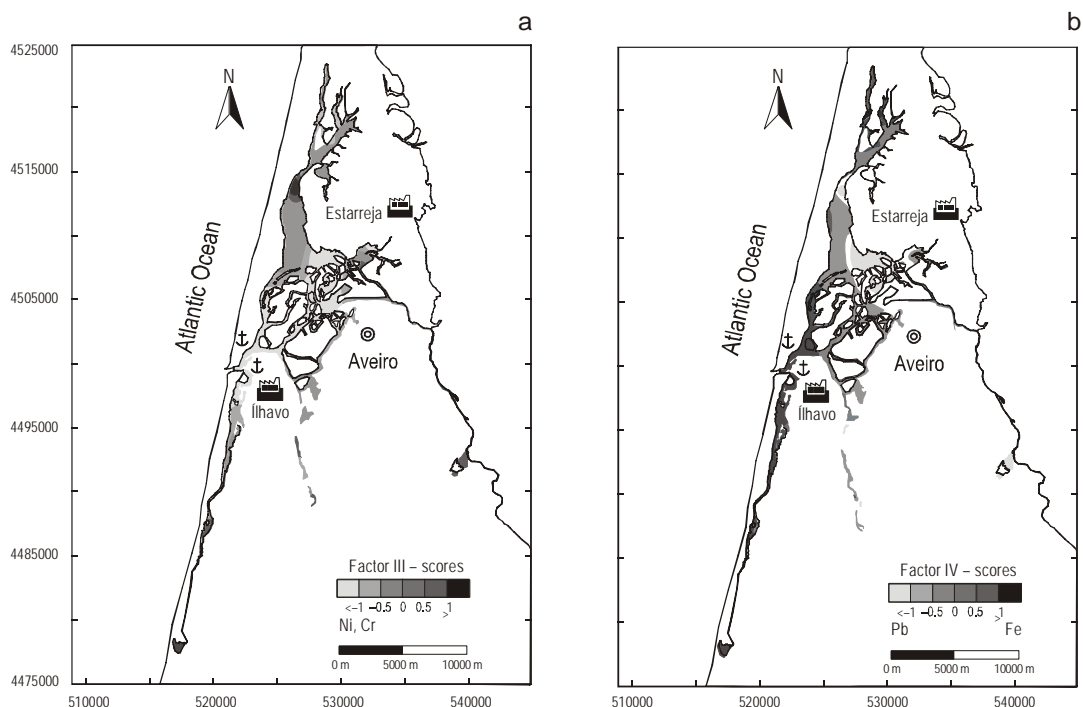 a
4525000
4515000
4505000
4495000
4485000
4475000
N
Estarreja
Atlantic Ocean
Aveiro
Ílhavo
Factor III – scores
<–1 –0.5 0 0.5 >1
Ni, Cr
0 m 5000 m 10000 m
510000 520000 530000 540000
b
N
Estarreja
Atlantic Ocean
Aveiro
Ílhavo
Factor IV – scores
<–1 –0.5 0 0.5 >1
Pb Fe
0 m 5000 m 10000 m
510000 520000 530000 540000